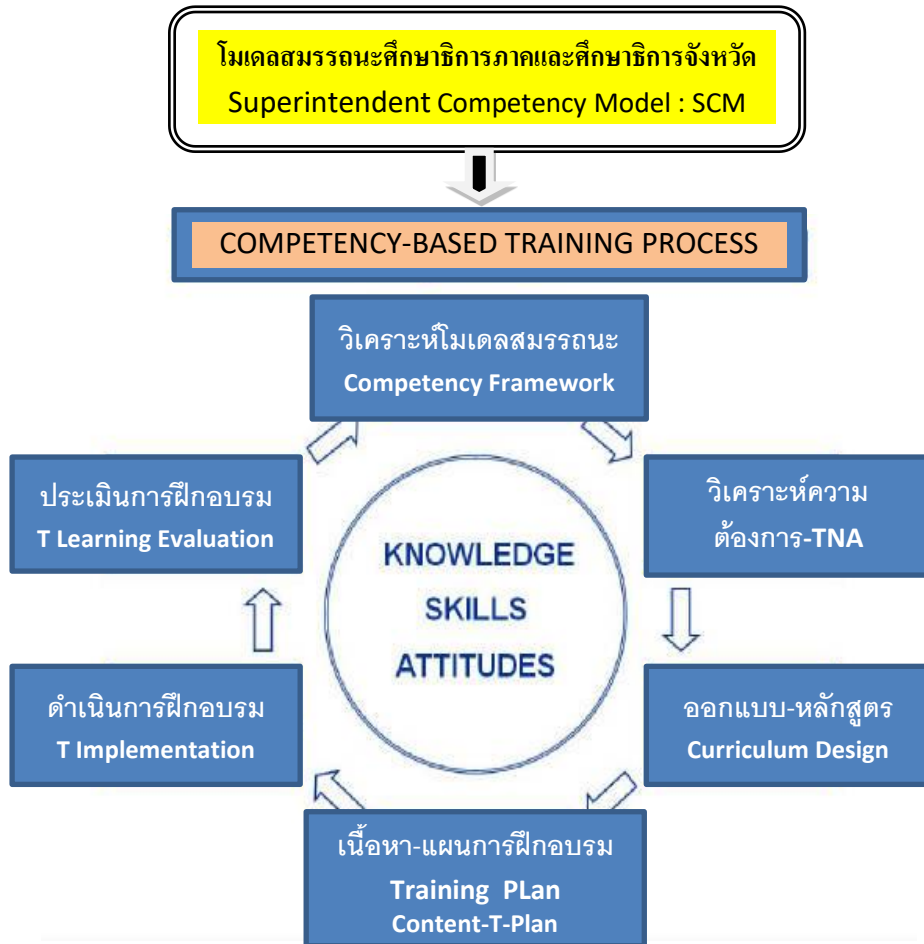 โมเดลสมรรถนะศึกษาธิการภาคและศึกษาธิการจังหวัด
Superintendent Competency Model : SCM
COMPETENCY-BASED TRAINING PROCESS
วิเคราะห์โมเดลสมรรถนะ
Competency Framework
วิเคราะห์ความ
ต้องการ-TNA
ออกแบบ-หลักสูตร
Curriculum Design
เนื้อหา-แผนการฝึกอบรม
Training PLan
Content-T-Plan
ดำเนินการฝึกอบรม
T Implementation
ประเมินการฝึกอบรม
T Learning Evaluation
KNOWLEDGE
SKILLS
ATTITUDES